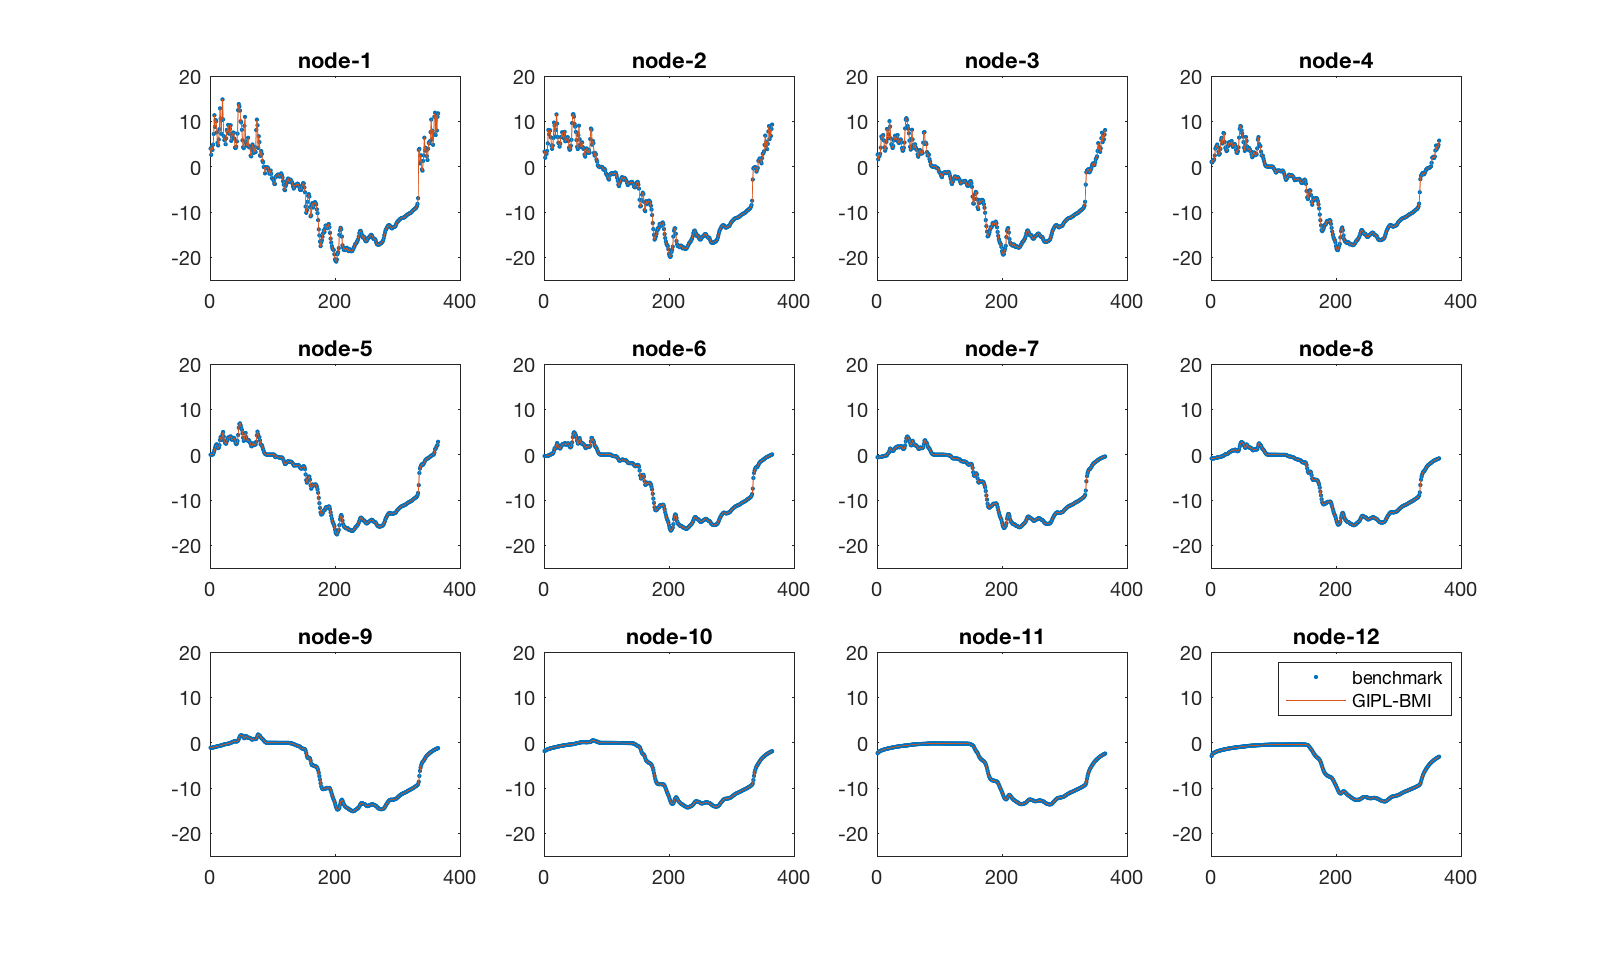 node-1 node-2 node-3 node-4
20 20 20 20
10 10 10 10
0 0 0 0
-10 -10 -10 -10
-20 -20 -20 -20
0 200 400 0 200 400 0 200 400 0 200 400
node-5 node-6 node-7 node-8
20 20 20 20
10 10 10 10
0 0 0 0
-10 -10 -10 -10
-20 -20 -20 -20
0 200 400 0 200 400 0 200 400 0 200 400
node-9 node-10 node-11 node-12
20 20 20 20
benchmark
GIPL-BMI
10 10 10 10
0 0 0 0
-10 -10 -10 -10
-20 -20 -20 -20
0 200 400 0 200 400 0 200 400 0 200 400